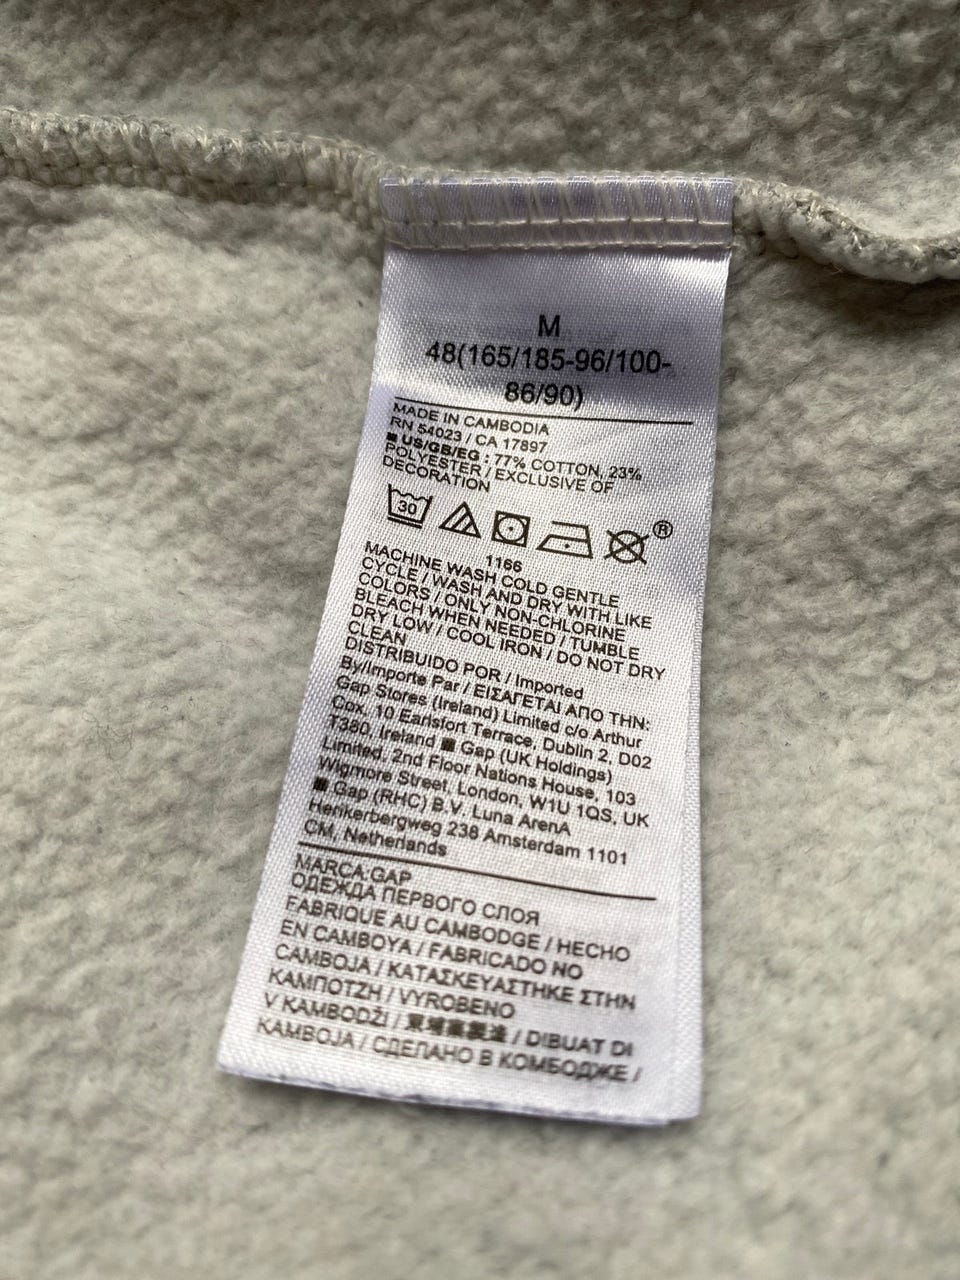 M
48(165/185-96/100-
86/90)
MADE IN CAMBODIA
RN 54023 / CA 17897
■ US/GB/EG : 77% COTTON, 23%
POLYESTER / EXCLUSIVE OF
DECORATION
30 ®
1166
MACHINE WASH COLD GENTLE
CYCLE / WASH AND DRY WITH LIKE
COLORS / ONLY NON-CHLORINE
BLEACH WHEN NEEDED / TUMBLE
DRY LOW / COOL IRON / DO NOT DRY
CLEAN
DISTRIBUIDO POR / Imported
By/Importe Par / ΕΙΣΑΓΕΤΑΙ ΑΠΟ ΤΗΝ:
Gap Stores (Ireland) Limited c/o Arthur
Cox, 10 Earlsfort Terrace, Dublin 2, D02
T380, Ireland ■ Gap (UK Holdings)
Limited, 2nd Floor Nations House, 103
Wigmore Street, London, W1U 1QS, UK
■ Gap (RHC) B.V. Luna ArenA
Herikerbergweg 238 Amsterdam 1101
CM, Netherlands
MARCA:GAP
ОДЕЖДА ПЕРВОГО СЛОЯ
FABRIQUE AU CAMBODGE / HECHO
EN CAMBOYA / FABRICADO NO
CAMBOJA / ΚΑΤΑΣΚΕΥΑΣΤΗΚΕ ΣΤΗΝ
ΚΑΜΠΟΤΖΗ / VYROBENO
V KAMBODŽI / 柬埔寨製造 / DIBUAT DI
KAMBOJA / СДЕЛАНО В КОМБОДЖЕ /